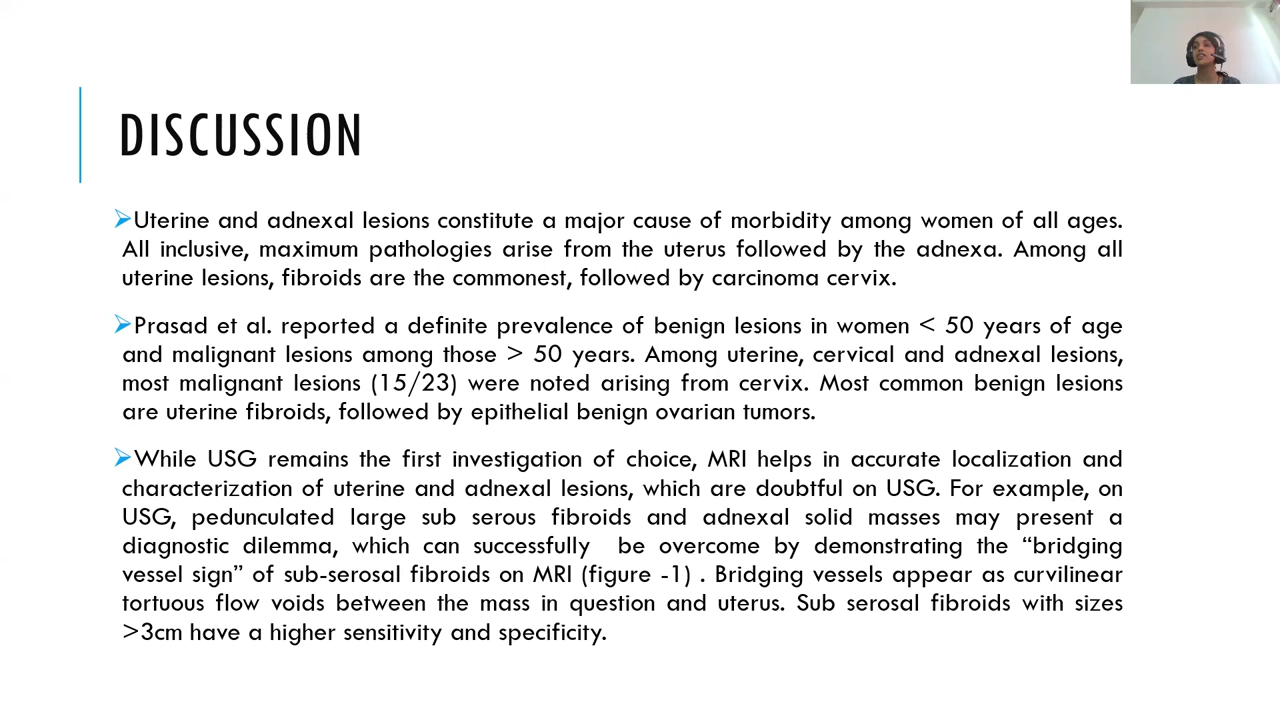 DISCUSSION
➢Uterine and adnexal lesions constitute a major cause of morbidity among women of all ages.
All inclusive, maximum pathologies arise from the uterus followed by the adnexa. Among all
uterine lesions, fibroids are the commonest, followed by carcinoma cervix.
➢Prasad et al. reported a definite prevalence of benign lesions in women < 50 years of age
and malignant lesions among those > 50 years. Among uterine, cervical and adnexal lesions,
most malignant lesions (15/23) were noted arising from cervix. Most common benign lesions
are uterine fibroids, followed by epithelial benign ovarian tumors.
➢While USG remains the first investigation of choice, MRI helps in accurate localization and
characterization of uterine and adnexal lesions, which are doubtful on USG. For example, on
USG, pedunculated large sub serous fibroids and adnexal solid masses may present a
diagnostic dilemma, which can successfully  be overcome by demonstrating the “bridging
vessel sign” of sub-serosal fibroids on MRI (figure -1) . Bridging vessels appear as curvilinear
tortuous flow voids between the mass in question and uterus. Sub serosal fibroids with sizes
>3cm have a higher sensitivity and specificity.